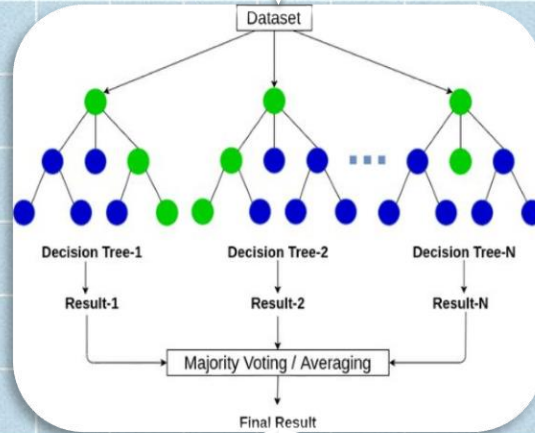 Dataset
Decision Tree-1 Decision Tree-2 Decision Tree-N
Result-1 Result-2 Result-N
Majority Voting / Averaging
Final Result